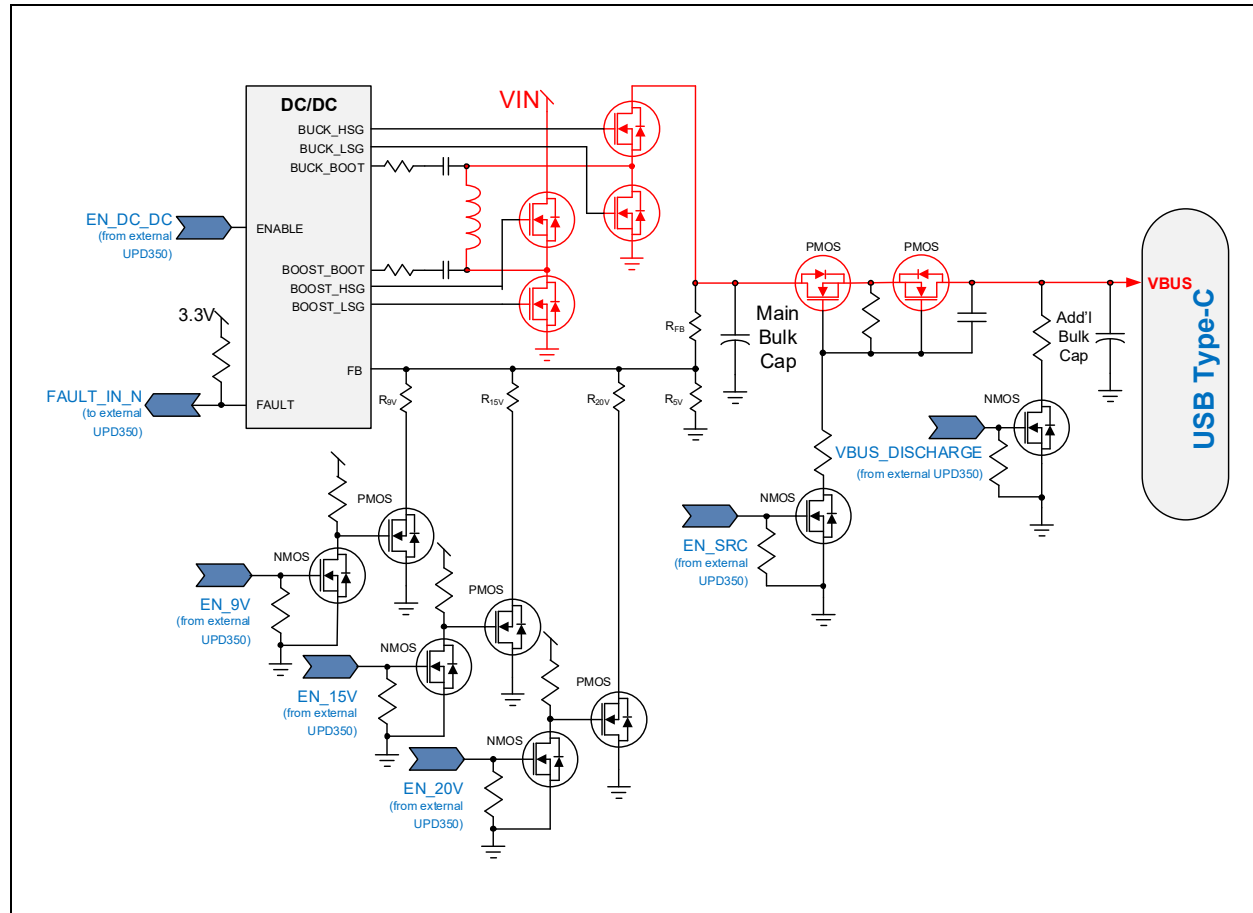 DC/DC
VIN
BUCK_HSG
BUCK_LSG
BUCK_BOOT
EN_DC_DC
(from external
UPD350)
ENABLE
BOOST_BOOT
BOOST_HSG
BOOST_LSG
3.3V
FAULT_IN_N
(to external
UPD350)
FAULT
FB
PMOS
PMOS
VBUS
USB Type-C
Main
Bulk
Cap
Add'l
Bulk
Cap
RFB
R9V
R15V
R20V
R5V
NMOS
VBUS_DISCHARGE
(from external UPD350)
PMOS
NMOS
EN_9V
(from external
UPD350)
NMOS
EN_SRC
(from external
UPD350)
PMOS
NMOS
EN_15V
(from external
UPD350)
PMOS
NMOS
EN_20V
(from external
UPD350)